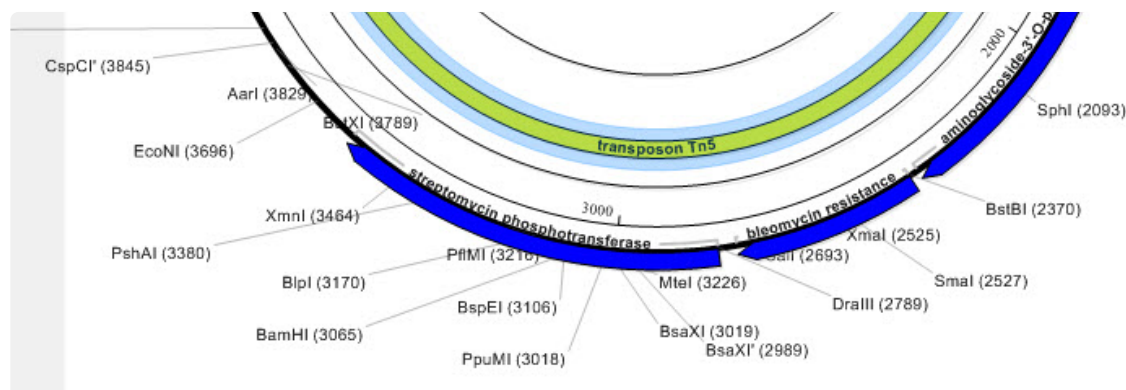 2000
aminoglycoside-3'-O-p
CspCI' (3845)
AarI (3829)
BstXI (3789)
EcoNI (3696)
SphI (2093)
transposon Tn5
streptomycin phosphotransferase
3000
bleomycin resistance
BstBI (2370)
XmnI (3464)
XmaI (2525)
PshAI (3380)
PflMI (3216)
SalI (2693)
BlpI (3170)
MteI (3226)
SmaI (2527)
BspEI (3106)
DraIII (2789)
BamHI (3065)
BsaXI (3019)
BsaXI' (2989)
PpuMI (3018)